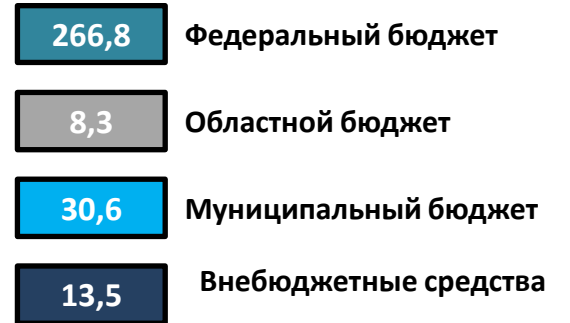 266,8 Федеральный бюджет
8,3 Областной бюджет
30,6 Муниципальный бюджет
13,5 Внебюджетные средства